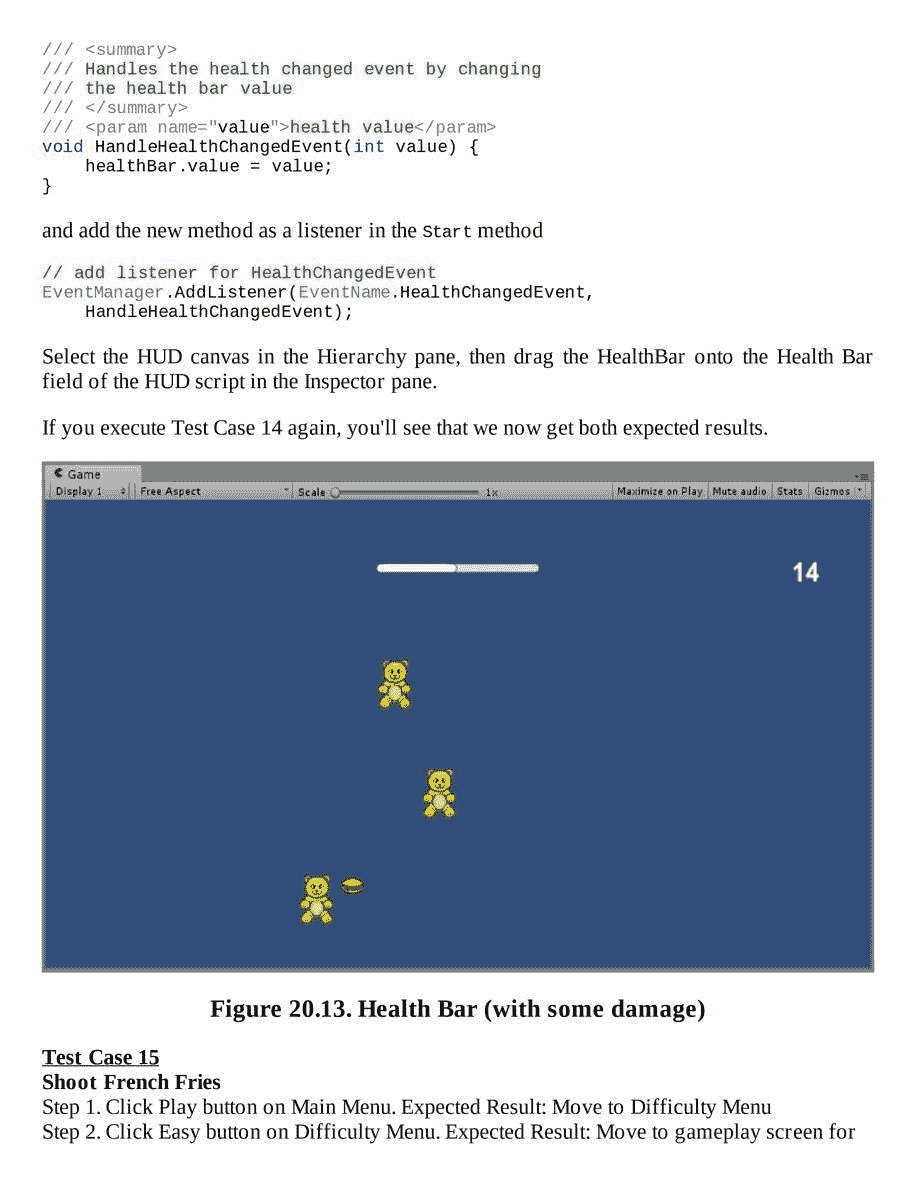 /// <summary>
/// Handles the health changed event by changing
/// the health bar value
/// </summary>
/// <param name="value">health value</param>
void HandleHealthChangedEvent(int value) {
    healthBar.value = value;
}
and add the new method as a listener in the Start method
// add listener for HealthChangedEvent
EventManager.AddListener(EventName.HealthChangedEvent,
    HandleHealthChangedEvent);
Select the HUD canvas in the Hierarchy pane, then drag the HealthBar onto the Health Bar
field of the HUD script in the Inspector pane.
If you execute Test Case 14 again, you'll see that we now get both expected results.
Game
Display 1 Free Aspect Scale 1x Maximize on Play Mute audio Stats Gizmos
14
Figure 20.13. Health Bar (with some damage)
Test Case 15
Shoot French Fries
Step 1. Click Play button on Main Menu. Expected Result: Move to Difficulty Menu
Step 2. Click Easy button on Difficulty Menu. Expected Result: Move to gameplay screen for